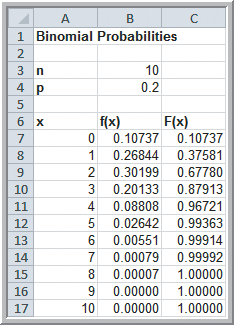 A B C
1 Binomial Probabilities
2
3 n 10
4 p 0.2
5
6 x f(x) F(x)
7 0 0.10737 0.10737
8 1 0.26844 0.37581
9 2 0.30199 0.67780
10 3 0.20133 0.87913
11 4 0.08808 0.96721
12 5 0.02642 0.99363
13 6 0.00551 0.99914
14 7 0.00079 0.99992
15 8 0.00007 1.00000
16 9 0.00000 1.00000
17 10 0.00000 1.00000